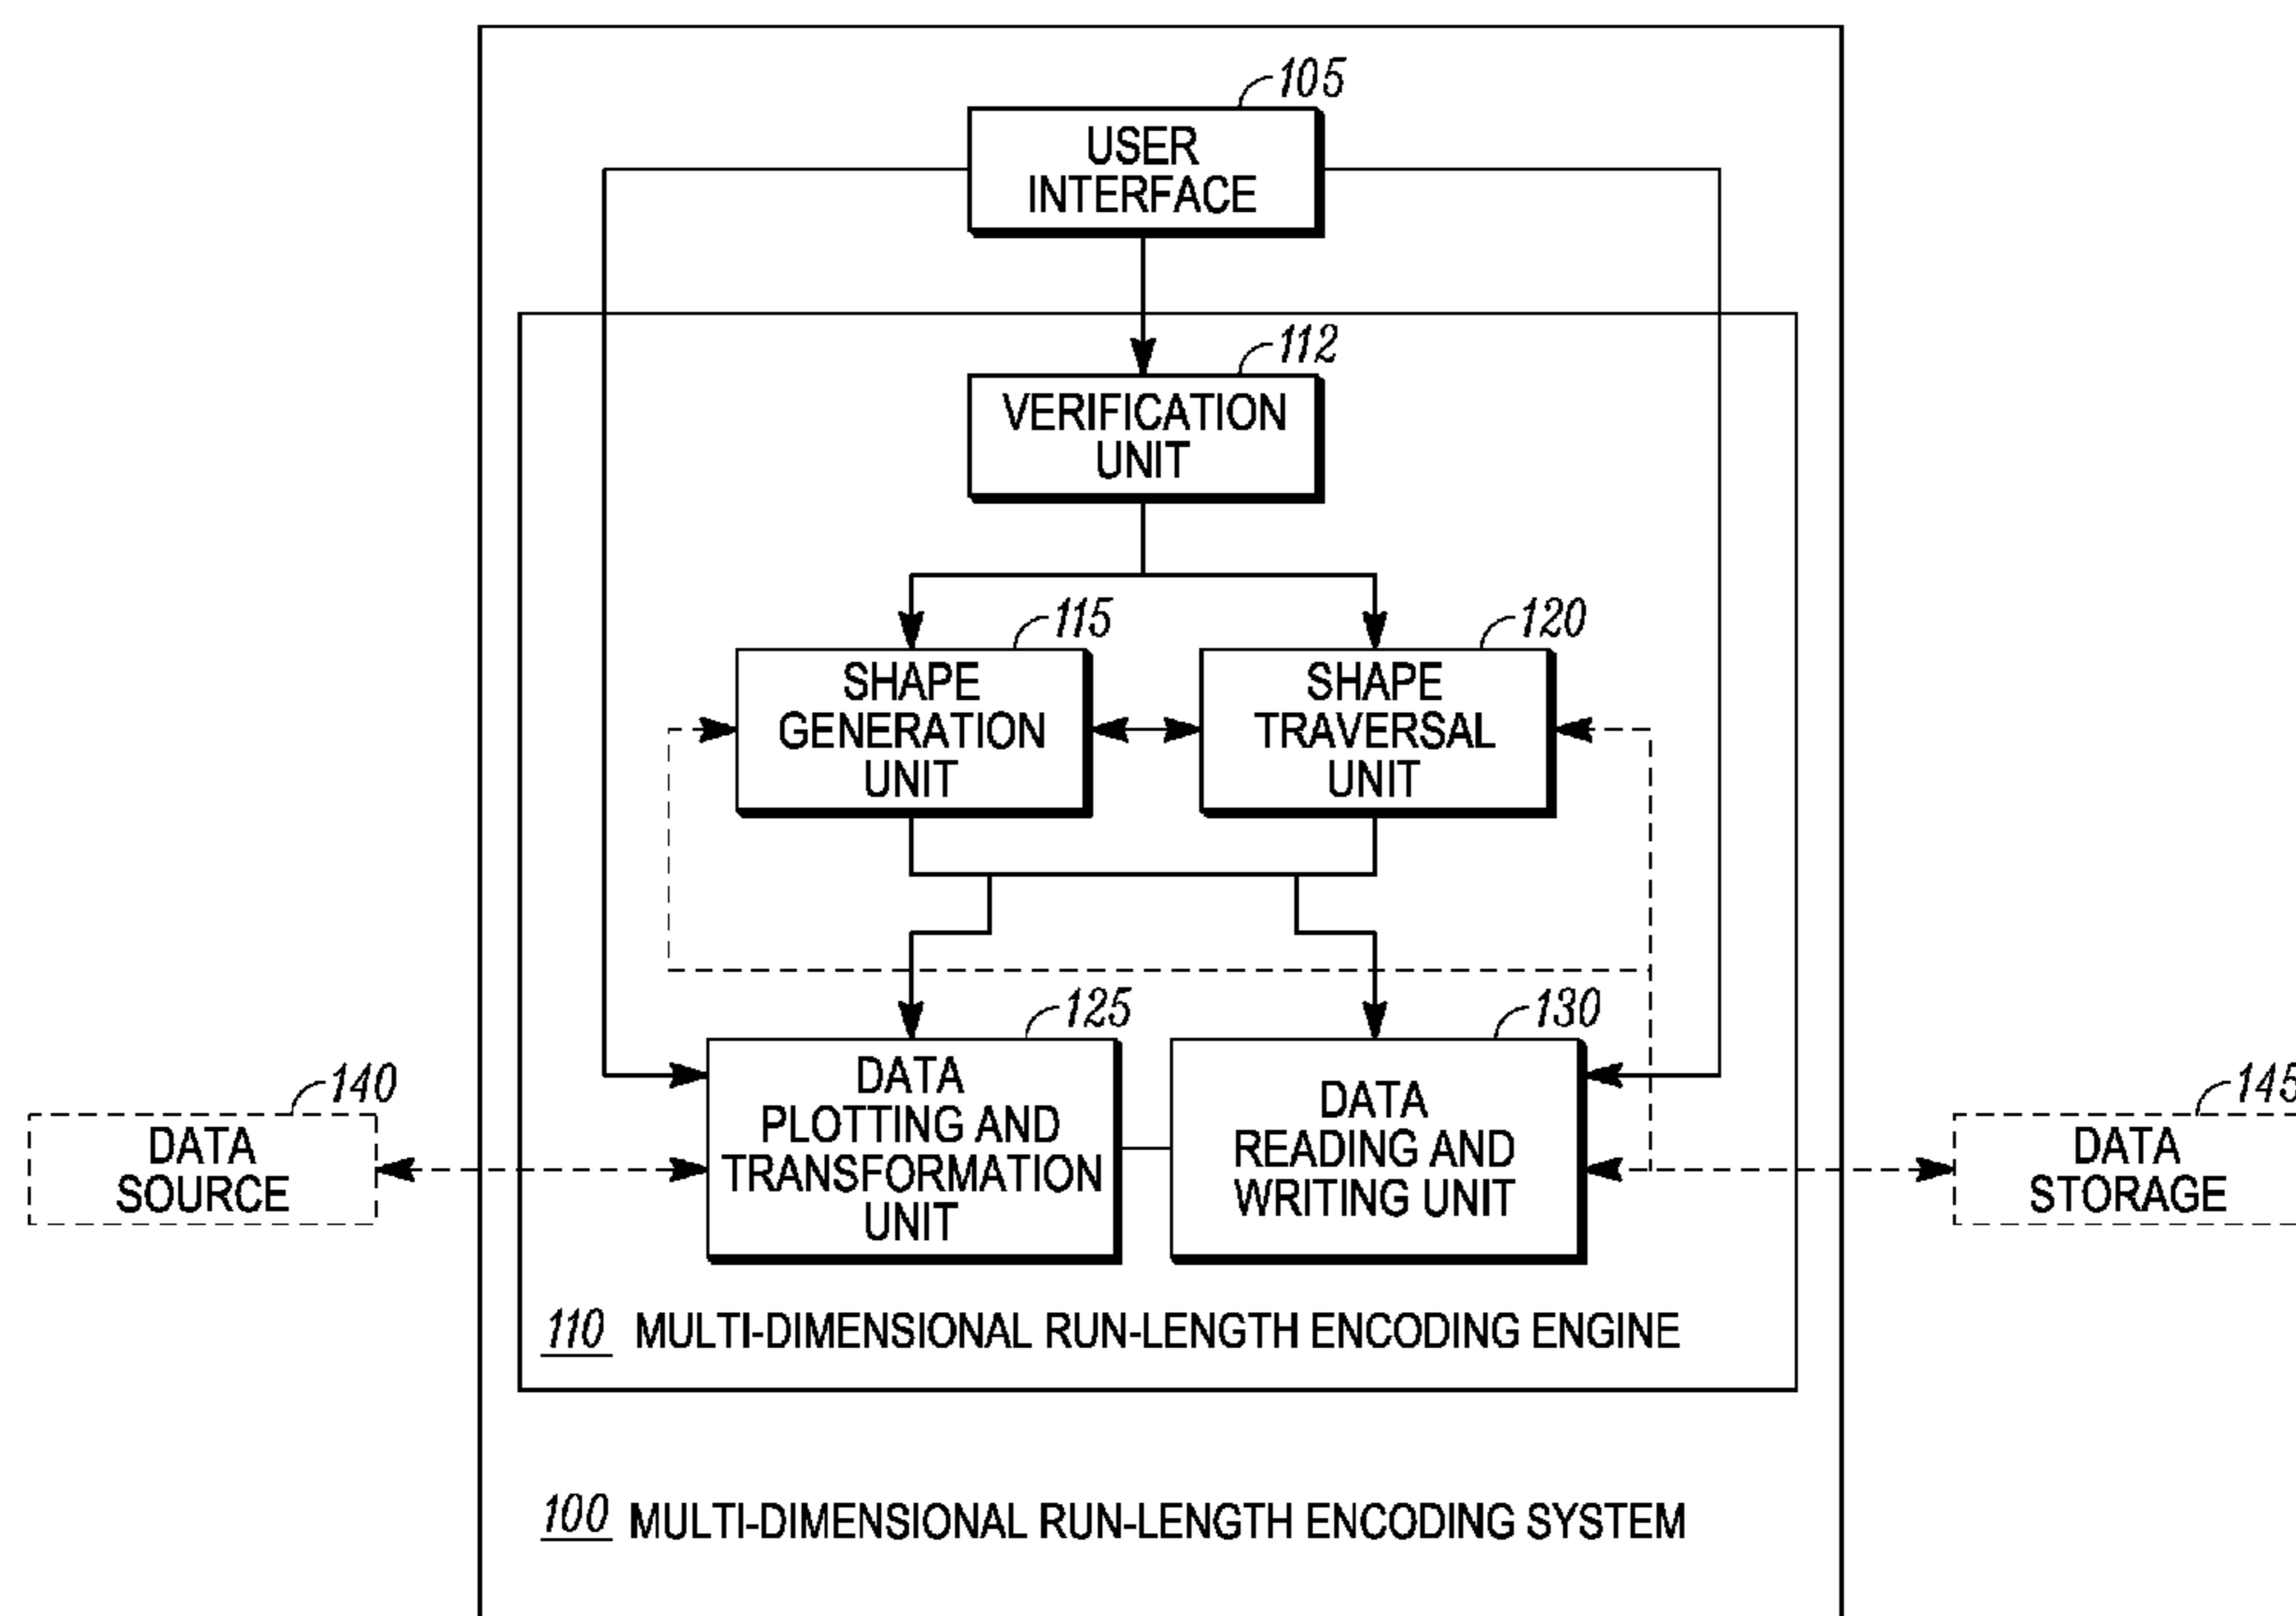 105
USER
INTERFACE
112
VERIFICATION
UNIT
115
SHAPE
GENERATION
UNIT
120
SHAPE
TRAVERSAL
UNIT
125
DATA
PLOTTING AND
TRANSFORMATION
UNIT
130
DATA
READING AND
WRITING UNIT
140
DATA
SOURCE
145
DATA
STORAGE
110 MULTI-DIMENSIONAL RUN-LENGTH ENCODING ENGINE
100 MULTI-DIMENSIONAL RUN-LENGTH ENCODING SYSTEM